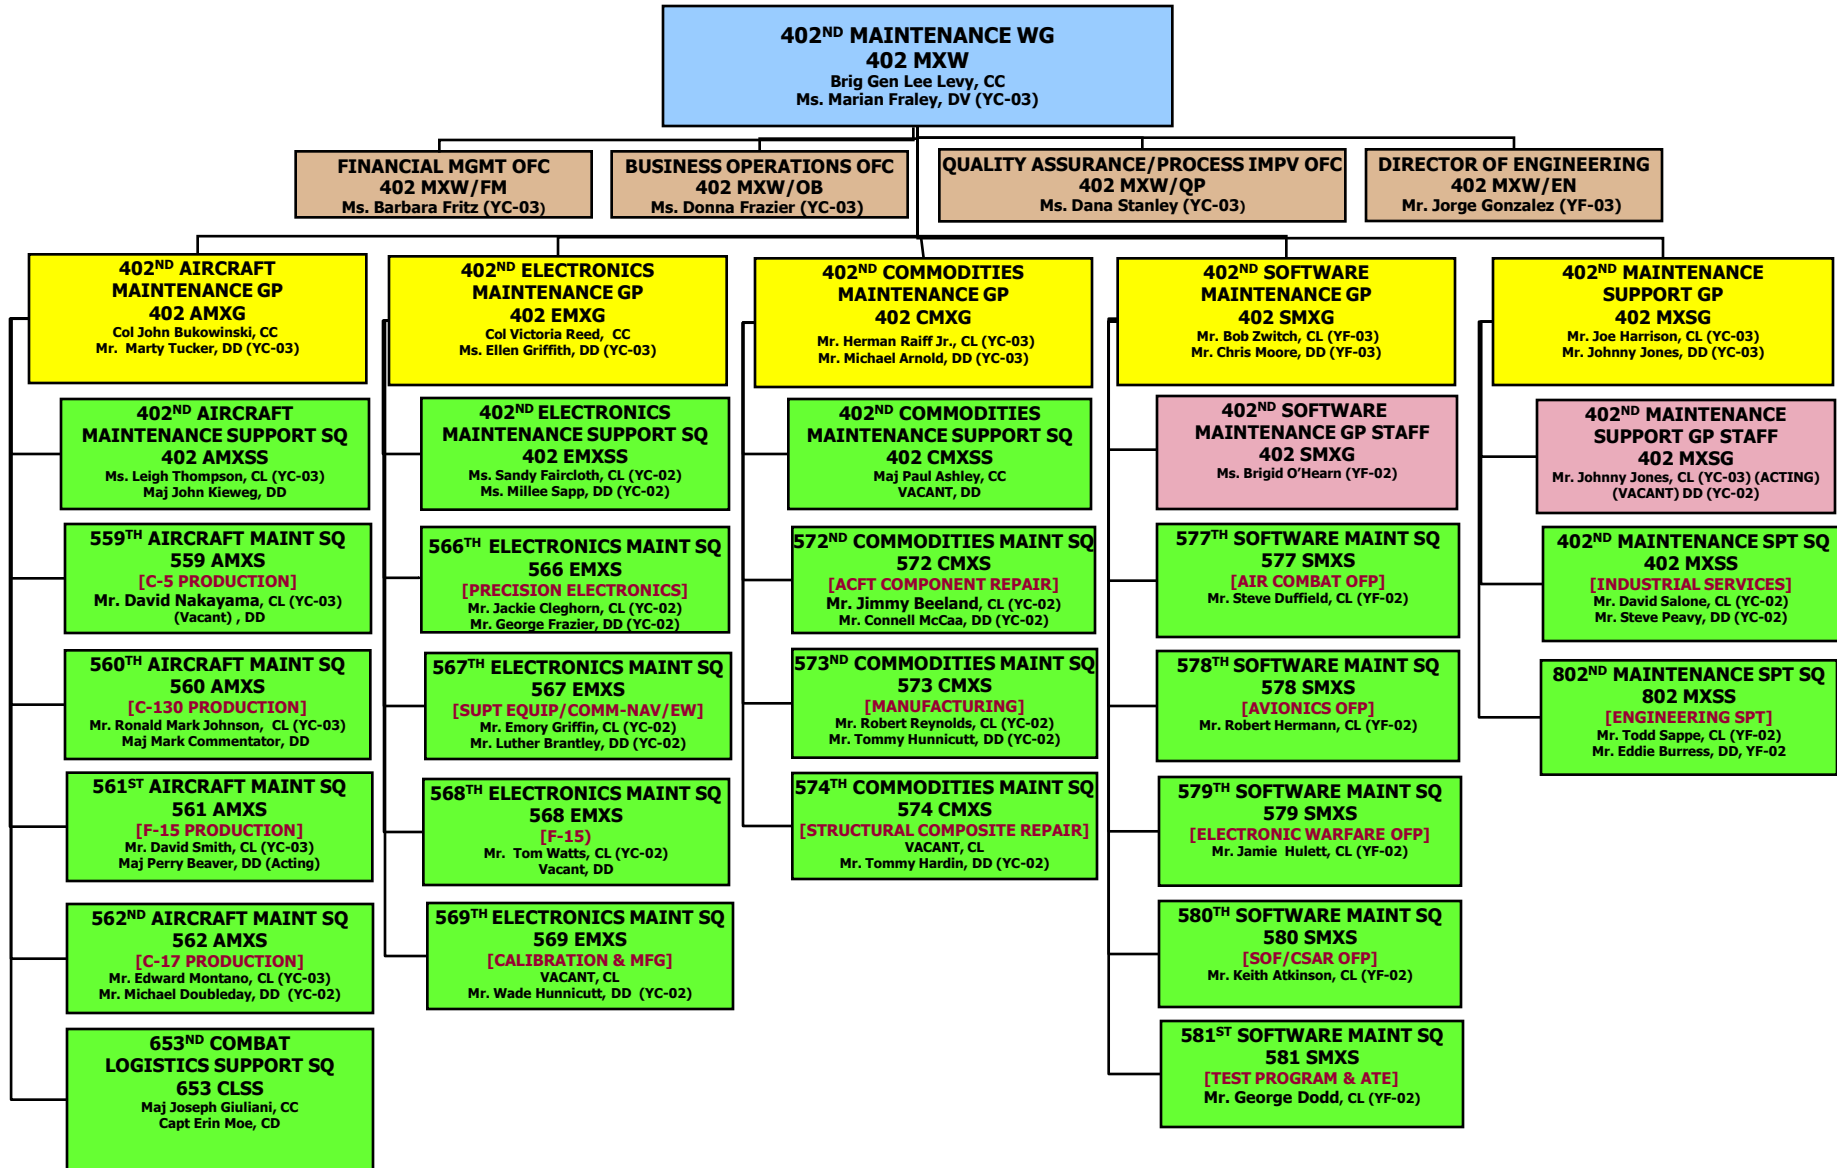 402ND MAINTENANCE WG
402 MXW
Brig Gen Lee Levy, CC
Ms. Marian Fraley, DV (YC-03)
FINANCIAL MGMT OFC
402 MXW/FM
Ms. Barbara Fritz (YC-03)
BUSINESS OPERATIONS OFC
402 MXW/OB
Ms. Donna Frazier (YC-03)
QUALITY ASSURANCE/PROCESS IMPV OFC
402 MXW/QP
Ms. Dana Stanley (YC-03)
DIRECTOR OF ENGINEERING
402 MXW/EN
Mr. Jorge Gonzalez (YF-03)
402ND AIRCRAFT
MAINTENANCE GP
402 AMXG
Col John Bukowinski, CC
Mr. Marty Tucker, DD (YC-03)
402ND AIRCRAFT
MAINTENANCE SUPPORT SQ
402 AMXSS
Ms. Leigh Thompson, CL (YC-03)
Maj John Kieweg, DD
559TH AIRCRAFT MAINT SQ
559 AMXS
[C-5 PRODUCTION]
Mr. David Nakayama, CL (YC-03)
(Vacant) , DD
560TH AIRCRAFT MAINT SQ
560 AMXS
[C-130 PRODUCTION]
Mr. Ronald Mark Johnson, CL (YC-03)
Maj Mark Commentator, DD
561ST AIRCRAFT MAINT SQ
561 AMXS
[F-15 PRODUCTION]
Mr. David Smith, CL (YC-03)
Maj Perry Beaver, DD (Acting)
562ND AIRCRAFT MAINT SQ
562 AMXS
[C-17 PRODUCTION]
Mr. Edward Montano, CL (YC-03)
Mr. Michael Doubleday, DD (YC-02)
653ND COMBAT
LOGISTICS SUPPORT SQ
653 CLSS
Maj Joseph Giuliani, CC
Capt Erin Moe, CD
402ND ELECTRONICS
MAINTENANCE GP
402 EMXG
Col Victoria Reed, CC
Ms. Ellen Griffith, DD (YC-03)
402ND ELECTRONICS
MAINTENANCE SUPPORT SQ
402 EMXSS
Ms. Sandy Faircloth, CL (YC-02)
Ms. Millee Sapp, DD (YC-02)
566TH ELECTRONICS MAINT SQ
566 EMXS
[PRECISION ELECTRONICS]
Mr. Jackie Cleghorn, CL (YC-02)
Mr. George Frazier, DD (YC-02)
567TH ELECTRONICS MAINT SQ
567 EMXS
[SUPT EQUIP/COMM-NAV/EW]
Mr. Emory Griffin, CL (YC-02)
Mr. Luther Brantley, DD (YC-02)
568TH ELECTRONICS MAINT SQ
568 EMXS
[F-15)
Mr. Tom Watts, CL (YC-02)
Vacant, DD
569TH ELECTRONICS MAINT SQ
569 EMXS
[CALIBRATION & MFG]
VACANT, CL
Mr. Wade Hunnicutt, DD (YC-02)
402ND COMMODITIES
MAINTENANCE GP
402 CMXG
Mr. Herman Raiff Jr., CL (YC-03)
Mr. Michael Arnold, DD (YC-03)
402ND COMMODITIES
MAINTENANCE SUPPORT SQ
402 CMXSS
Maj Paul Ashley, CC
VACANT, DD
572ND COMMODITIES MAINT SQ
572 CMXS
[ACFT COMPONENT REPAIR]
Mr. Jimmy Beeland, CL (YC-02)
Mr. Connell McCaa, DD (YC-02)
573ND COMMODITIES MAINT SQ
573 CMXS
[MANUFACTURING]
Mr. Robert Reynolds, CL (YC-02)
Mr. Tommy Hunnicutt, DD (YC-02)
574TH COMMODITIES MAINT SQ
574 CMXS
[STRUCTURAL COMPOSITE REPAIR]
VACANT, CL
Mr. Tommy Hardin, DD (YC-02)
402ND SOFTWARE
MAINTENANCE GP
402 SMXG
Mr. Bob Zwitch, CL (YF-03)
Mr. Chris Moore, DD (YF-03)
402ND SOFTWARE
MAINTENANCE GP STAFF
402 SMXG
Ms. Brigid O'Hearn (YF-02)
577TH SOFTWARE MAINT SQ
577 SMXS
[AIR COMBAT OFP]
Mr. Steve Duffield, CL (YF-02)
578TH SOFTWARE MAINT SQ
578 SMXS
[AVIONICS OFP]
Mr. Robert Hermann, CL (YF-02)
579TH SOFTWARE MAINT SQ
579 SMXS
[ELECTRONIC WARFARE OFP]
Mr. Jamie Hulett, CL (YF-02)
580TH SOFTWARE MAINT SQ
580 SMXS
[SOF/CSAR OFP]
Mr. Keith Atkinson, CL (YF-02)
581ST SOFTWARE MAINT SQ
581 SMXS
[TEST PROGRAM & ATE]
Mr. George Dodd, CL (YF-02)
402ND MAINTENANCE
SUPPORT GP
402 MXSG
Mr. Joe Harrison, CL (YC-03)
Mr. Johnny Jones, DD (YC-03)
402ND MAINTENANCE
SUPPORT GP STAFF
402 MXSG
Mr. Johnny Jones, CL (YC-03) (ACTING)
(VACANT) DD (YC-02)
402ND MAINTENANCE SPT SQ
402 MXSS
[INDUSTRIAL SERVICES]
Mr. David Salone, CL (YC-02)
Mr. Steve Peavy, DD (YC-02)
802ND MAINTENANCE SPT SQ
802 MXSS
[ENGINEERING SPT]
Mr. Todd Sappe, CL (YF-02)
Mr. Eddie Burress, DD, YF-02